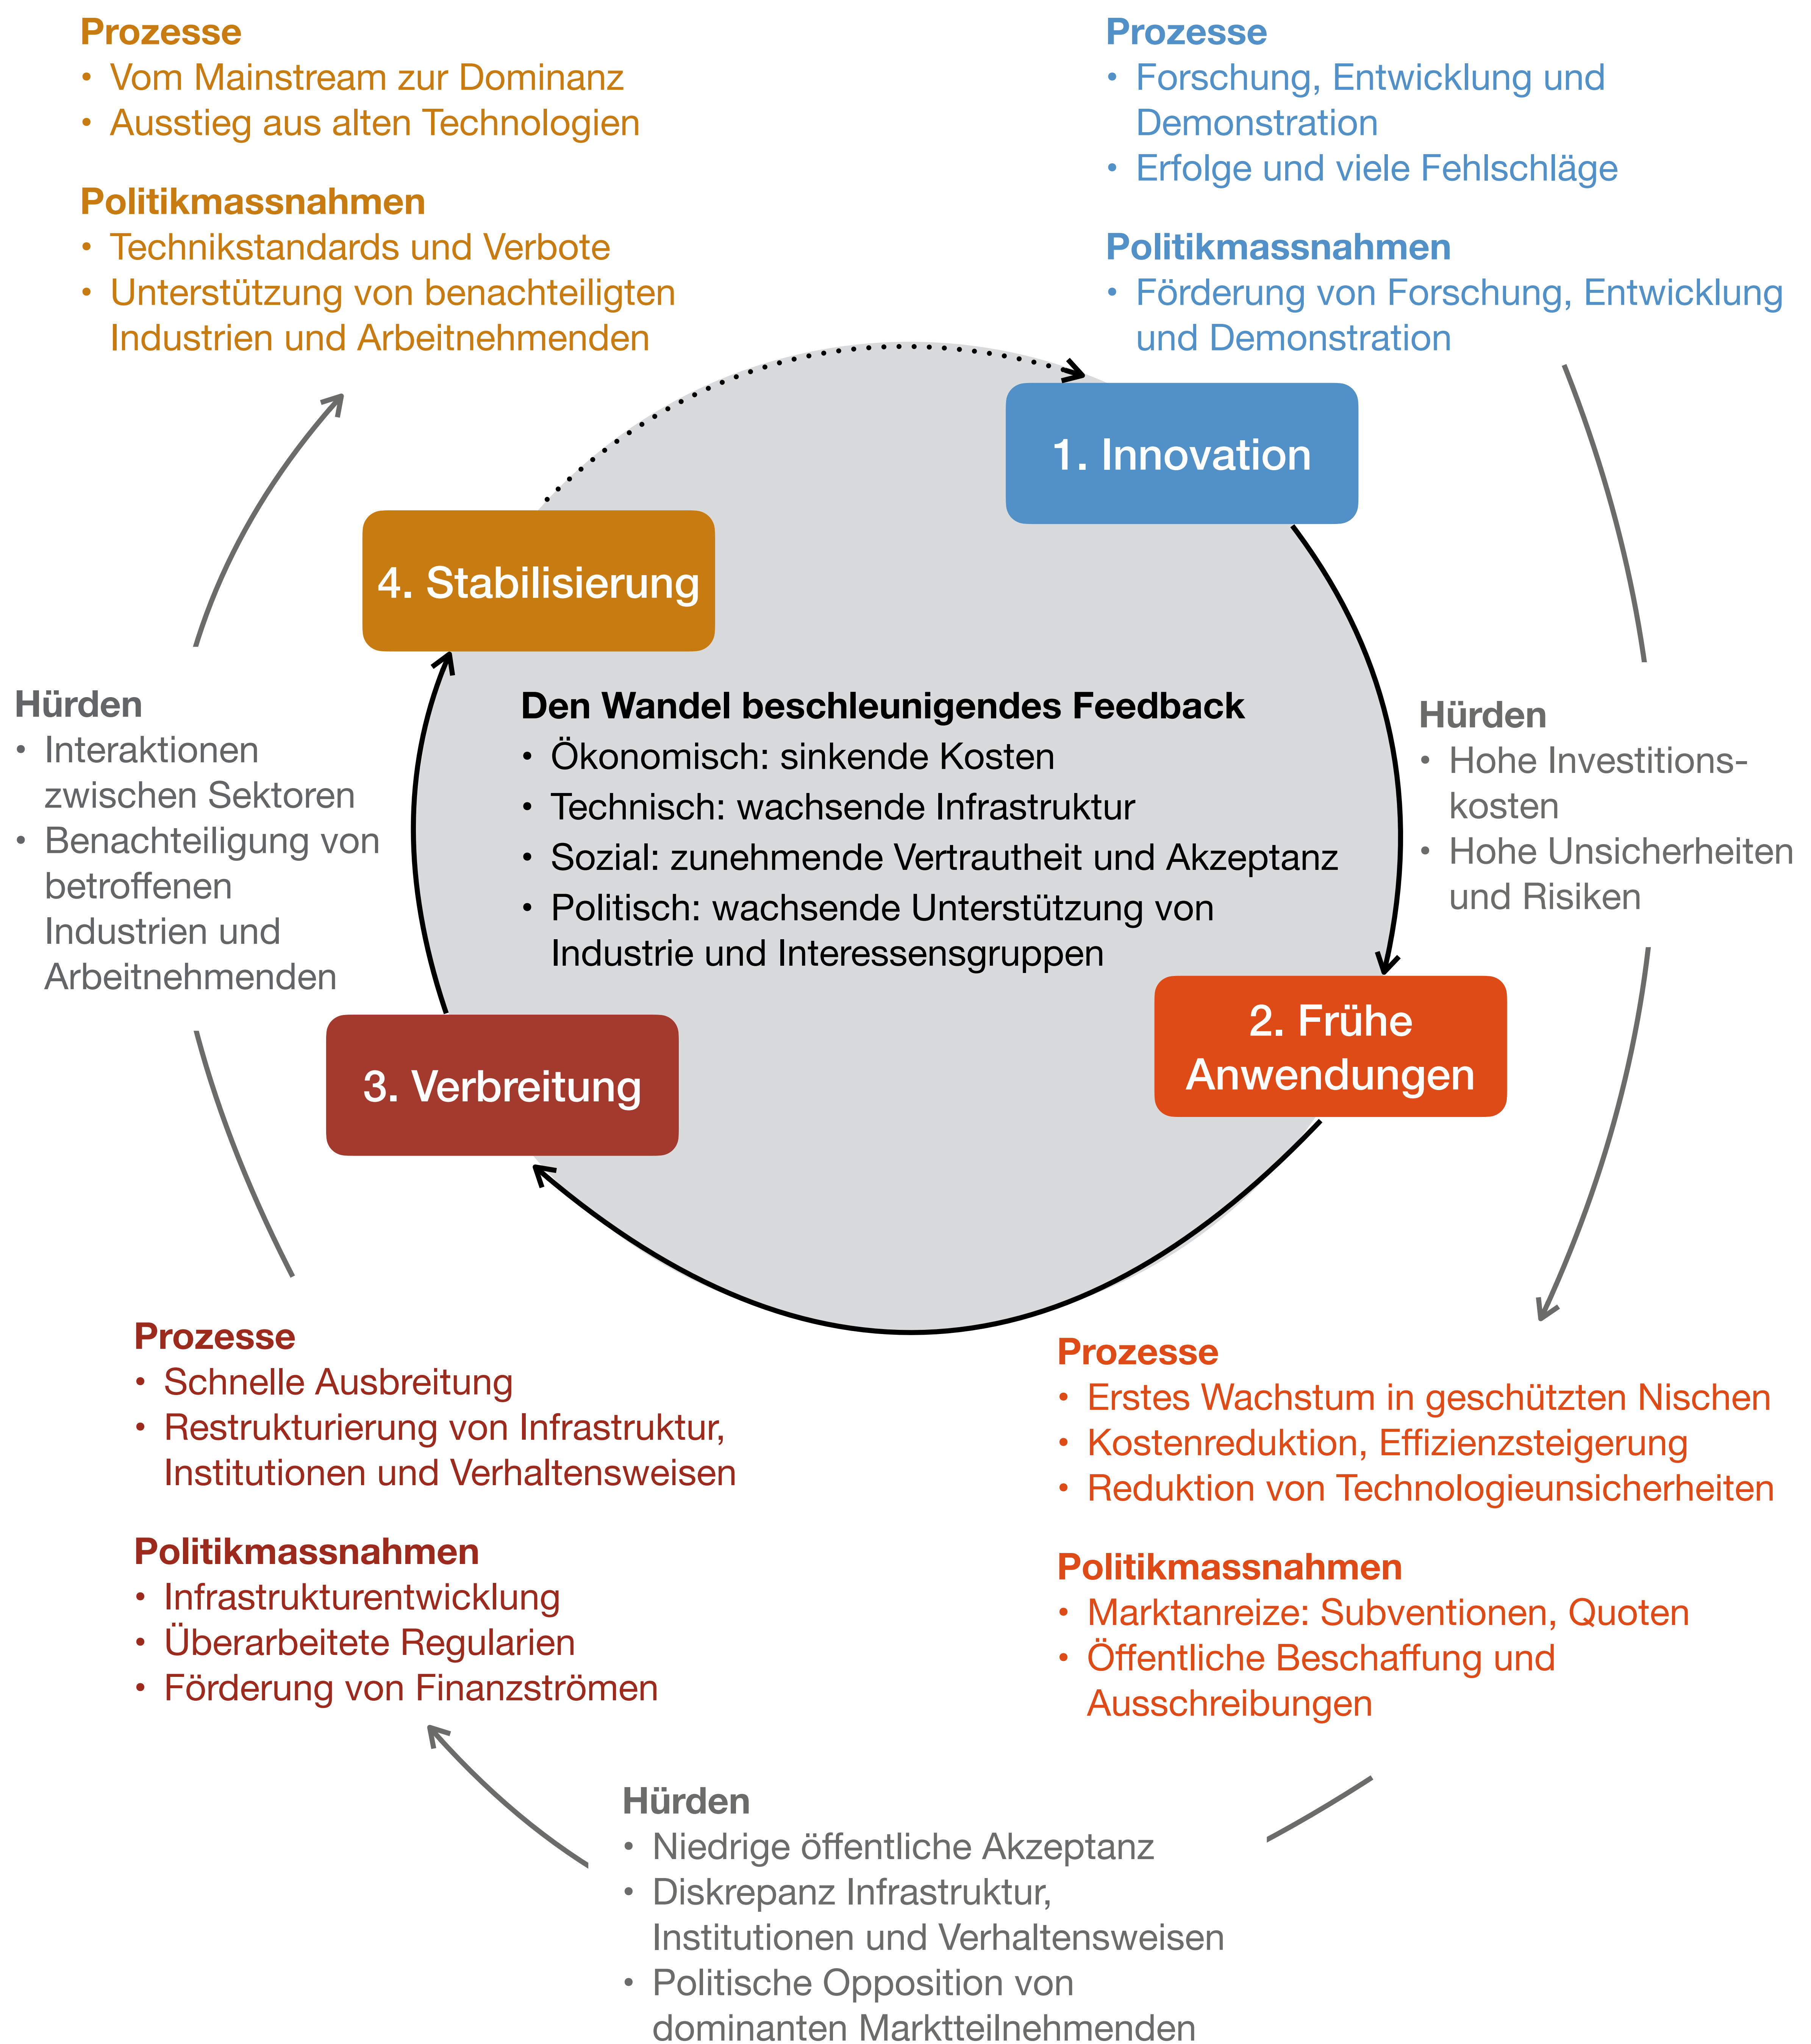 Prozesse
• Vom Mainstream zur Dominanz
• Ausstieg aus alten Technologien
Politikmassnahmen
• Technikstandards und Verbote
• Unterstützung von benachteiligten
Industrien und Arbeitnehmenden
Prozesse
• Forschung, Entwicklung und
Demonstration
• Erfolge und viele Fehlschläge
Politikmassnahmen
• Förderung von Forschung, Entwicklung
und Demonstration
1. Innovation
4. Stabilisierung
Hürden
• Interaktionen
zwischen Sektoren
• Benachteiligung von
betroffenen
Industrien und
Arbeitnehmenden
Den Wandel beschleunigendes Feedback
• Ökonomisch: sinkende Kosten
• Technisch: wachsende Infrastruktur
• Sozial: zunehmende Vertrautheit und Akzeptanz
• Politisch: wachsende Unterstützung von
Industrie und Interessensgruppen
Hürden
• Hohe Investitions-
kosten
• Hohe Unsicherheiten
und Risiken
2. Frühe
Anwendungen
3. Verbreitung
Prozesse
• Schnelle Ausbreitung
• Restrukturierung von Infrastruktur,
Institutionen und Verhaltensweisen
Politikmassnahmen
• Infrastrukturentwicklung
• Überarbeitete Regularien
• Förderung von Finanzströmen
Prozesse
• Erstes Wachstum in geschützten Nischen
• Kostenreduktion, Effizienzsteigerung
• Reduktion von Technologieunsicherheiten
Politikmassnahmen
• Marktanreize: Subventionen, Quoten
• Öffentliche Beschaffung und
Ausschreibungen
Hürden
• Niedrige öffentliche Akzeptanz
• Diskrepanz Infrastruktur,
Institutionen und Verhaltensweisen
• Politische Opposition von
dominanten Marktteilnehmenden